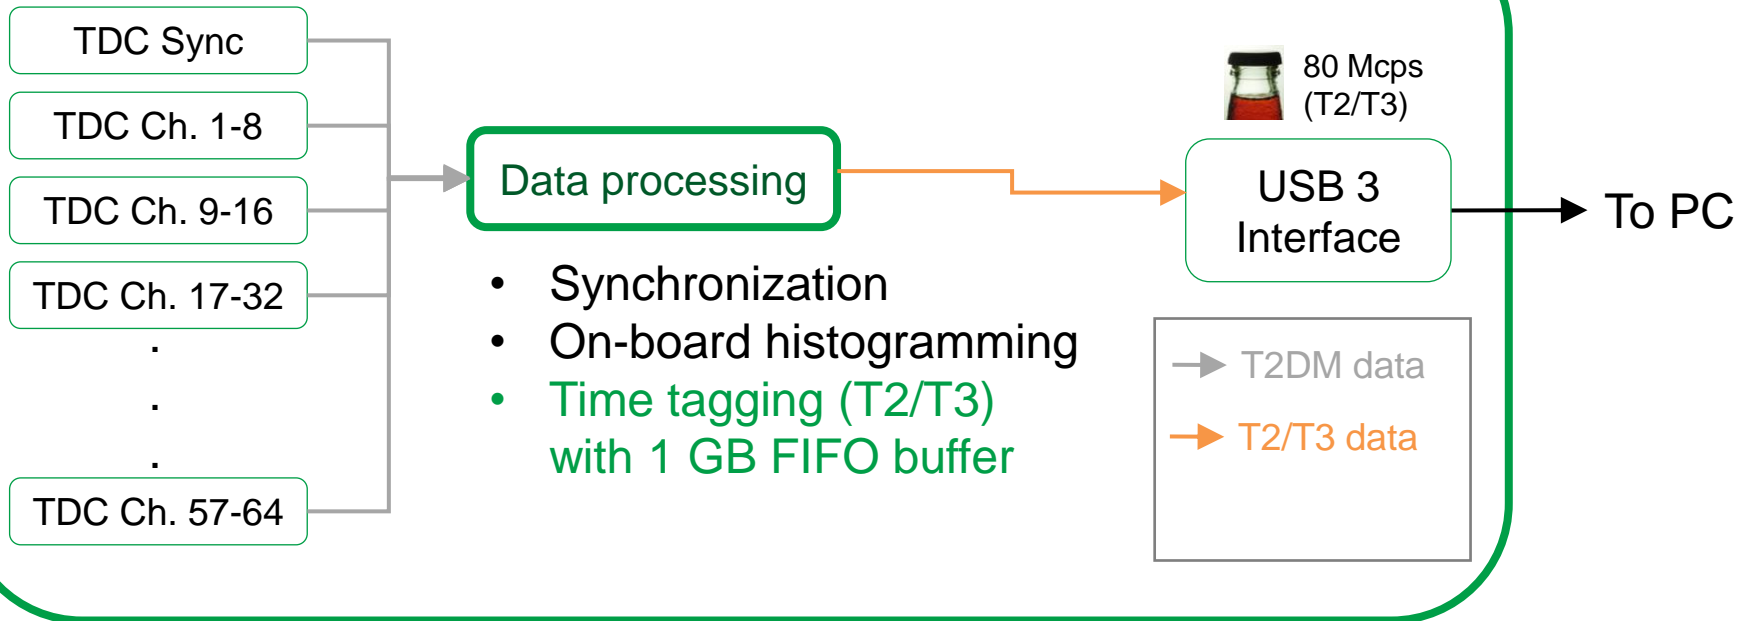 TDC Sync
TDC Ch. 1-8
TDC Ch. 9-16
TDC Ch. 17-32
.
.
.
TDC Ch. 57-64
Data processing
• Synchronization
• On-board histogramming
• Time tagging (T2/T3)
with 1 GB FIFO buffer
80 Mcps
(T2/T3)
USB 3
Interface
To PC
T2DM data
T2/T3 data